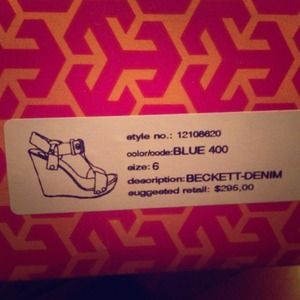 style no.: 12108620
color/code:BLUE 400
size: 6
description:BECKETT-DENIM
suggested retail: $295,00